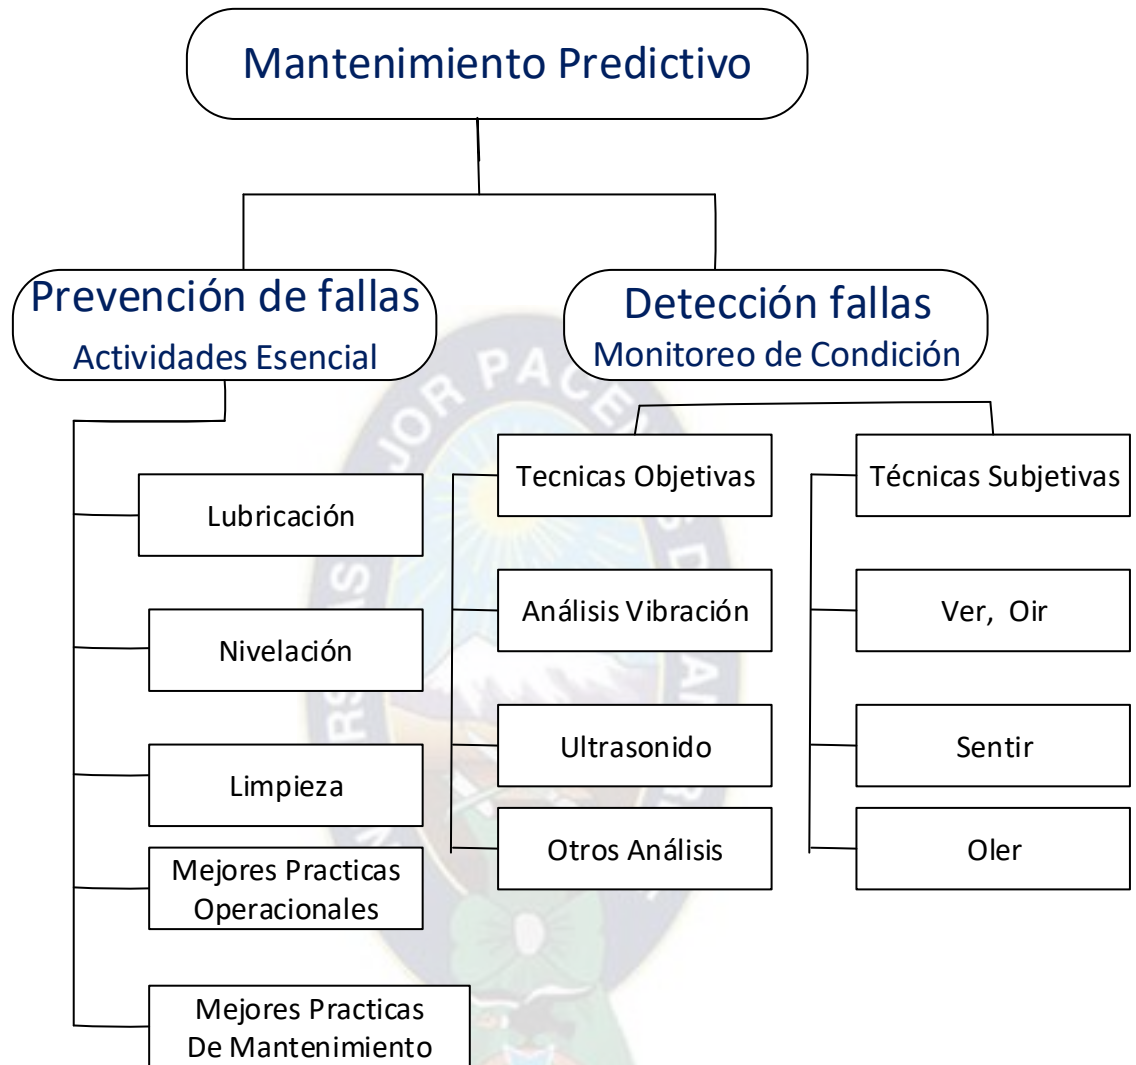 Mantenimiento Predictivo
Prevención de fallas
Actividades Esencial
Detección fallas
Monitoreo de Condición
Lubricación
Nivelación
Limpieza
Mejores Practicas
Operacionales
Mejores Practicas
De Mantenimiento
Tecnicas Objetivas
Análisis Vibración
Ultrasonido
Otros Análisis
Técnicas Subjetivas
Ver, Oir
Sentir
Oler